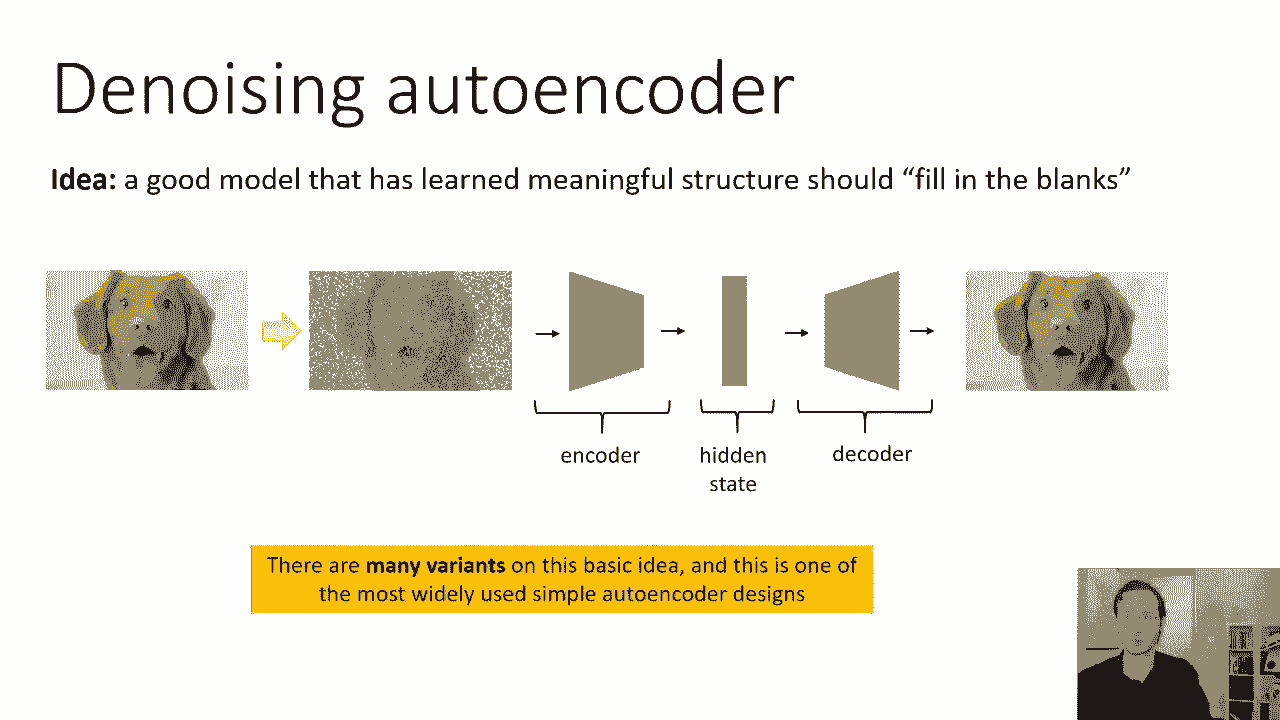 Denoising autoencoder
Idea: a good model that has learned meaningful structure should “fill in the blanks”
encoder
hidden
state
decoder
There are many variants on this basic idea, and this is one of
the most widely used simple autoencoder designs